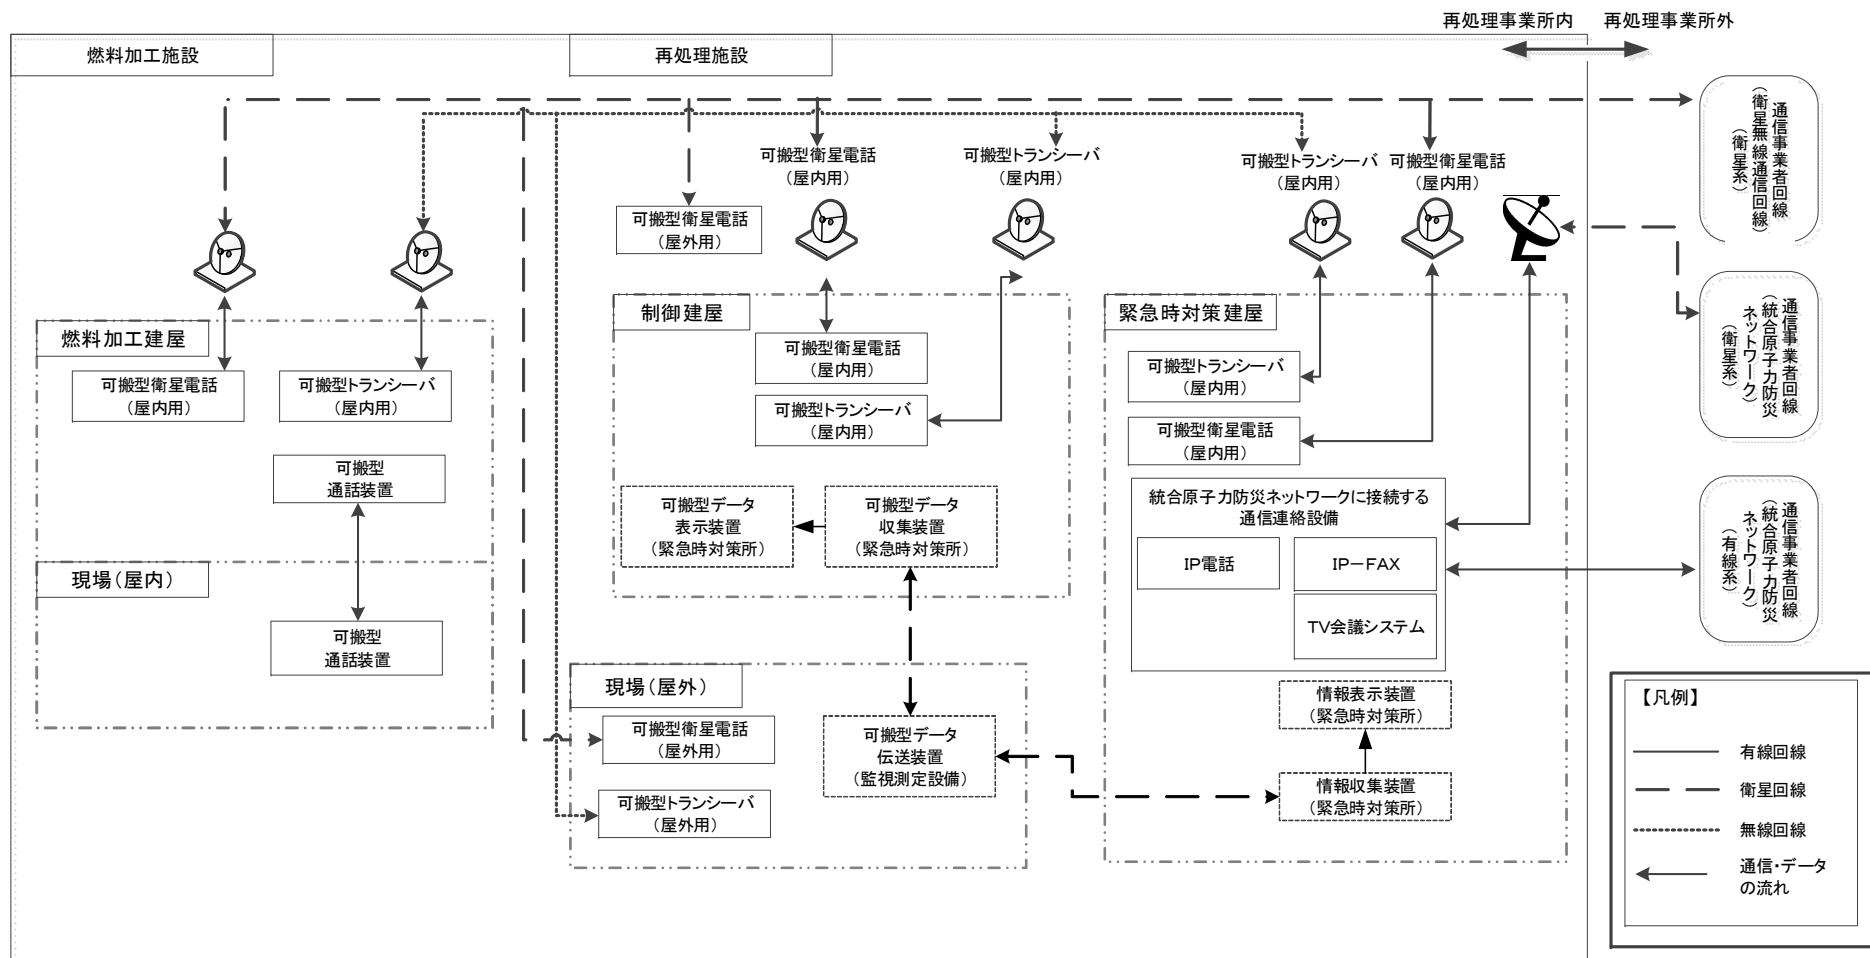 再処理事業所内
再処理事業所外
燃料加工施設
再処理施設
可搬型衛星電話
(屋内用)
可搬型トランシーバ
(屋内用)
可搬型トランシーバ
(屋内用)
可搬型衛星電話
(屋内用)
可搬型衛星電話
(屋外用)
通信事業者回線
(衛星無線通信回線)
(衛星系)
燃料加工建屋
可搬型衛星電話
(屋内用)
可搬型トランシーバ
(屋内用)
可搬型
通話装置
現場(屋内)
可搬型
通話装置
制御建屋
可搬型衛星電話
(屋内用)
可搬型トランシーバ
(屋内用)
可搬型データ
表示装置
(緊急時対策所)
可搬型データ
収集装置
(緊急時対策所)
現場(屋外)
可搬型衛星電話
(屋外用)
可搬型トランシーバ
(屋外用)
可搬型データ
伝送装置
(監視測定設備)
緊急時対策建屋
可搬型トランシーバ
(屋内用)
可搬型衛星電話
(屋内用)
統合原子力防災ネットワークに接続する
通信連絡設備
IP電話
IP-FAX
TV会議システム
情報表示装置
(緊急時対策所)
情報収集装置
(緊急時対策所)
通信事業者回線
(統合原子力防災
ネットワーク)
(衛星系)
通信事業者回線
(統合原子力防災
ネットワーク)
(有線系)
【凡例】
有線回線
衛星回線
無線回線
通信・データ
の流れ